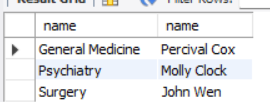 Result Grid Filter Rows:
name name
General Medicine Percival Cox
Psychiatry Molly Clock
Surgery John Wen